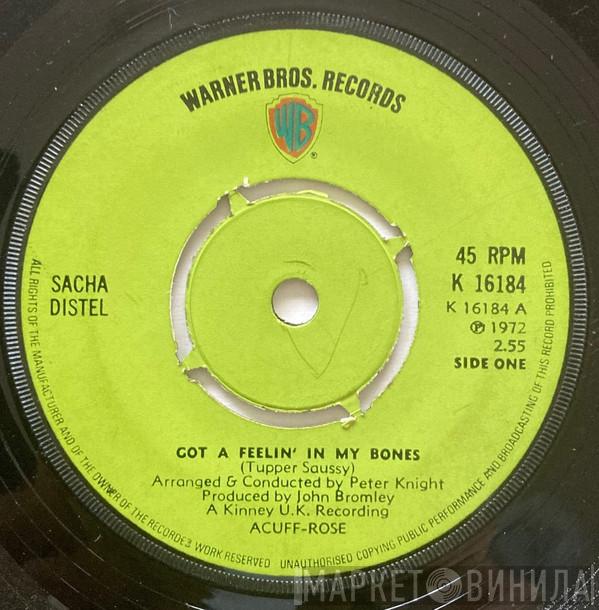 WARNER BROS. RECORDS
WB
®
SACHA
DISTEL
45 RPM
K 16184
K 16184 A
℗ 1972
2.55
SIDE ONE
GOT A FEELIN' IN MY BONES
(Tupper Saussy)
Arranged & Conducted by Peter Knight
Produced by John Bromley
A Kinney U.K. Recording
ACUFF-ROSE
ALL RIGHTS OF THE MANUFACTURER AND OF THE OWNER OF THE RECORDE3 WORK RESERVED UNAUTHORISED COPYING PUBLIC PERFORMANCE AND BROADCASTING OF THIS RECORD PROHIBITED
МАРКЕТ ВИНИЛА